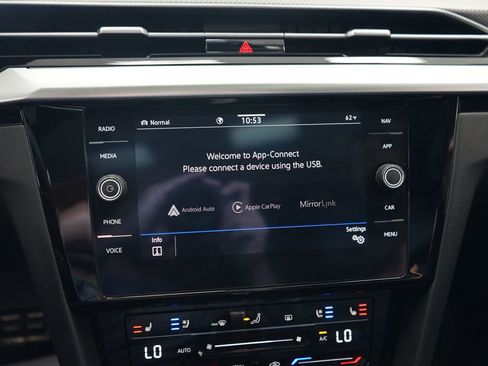 RADIO
MEDIA
PHONE
VOICE
Normal
10:53
62°F
Welcome to App-Connect
Please connect a device using the USB.
Android Auto
Apple CarPlay
MirrorLink
Info
Settings
NAV
APP
CAR
MENU
LO
AUTO
A/C
LO